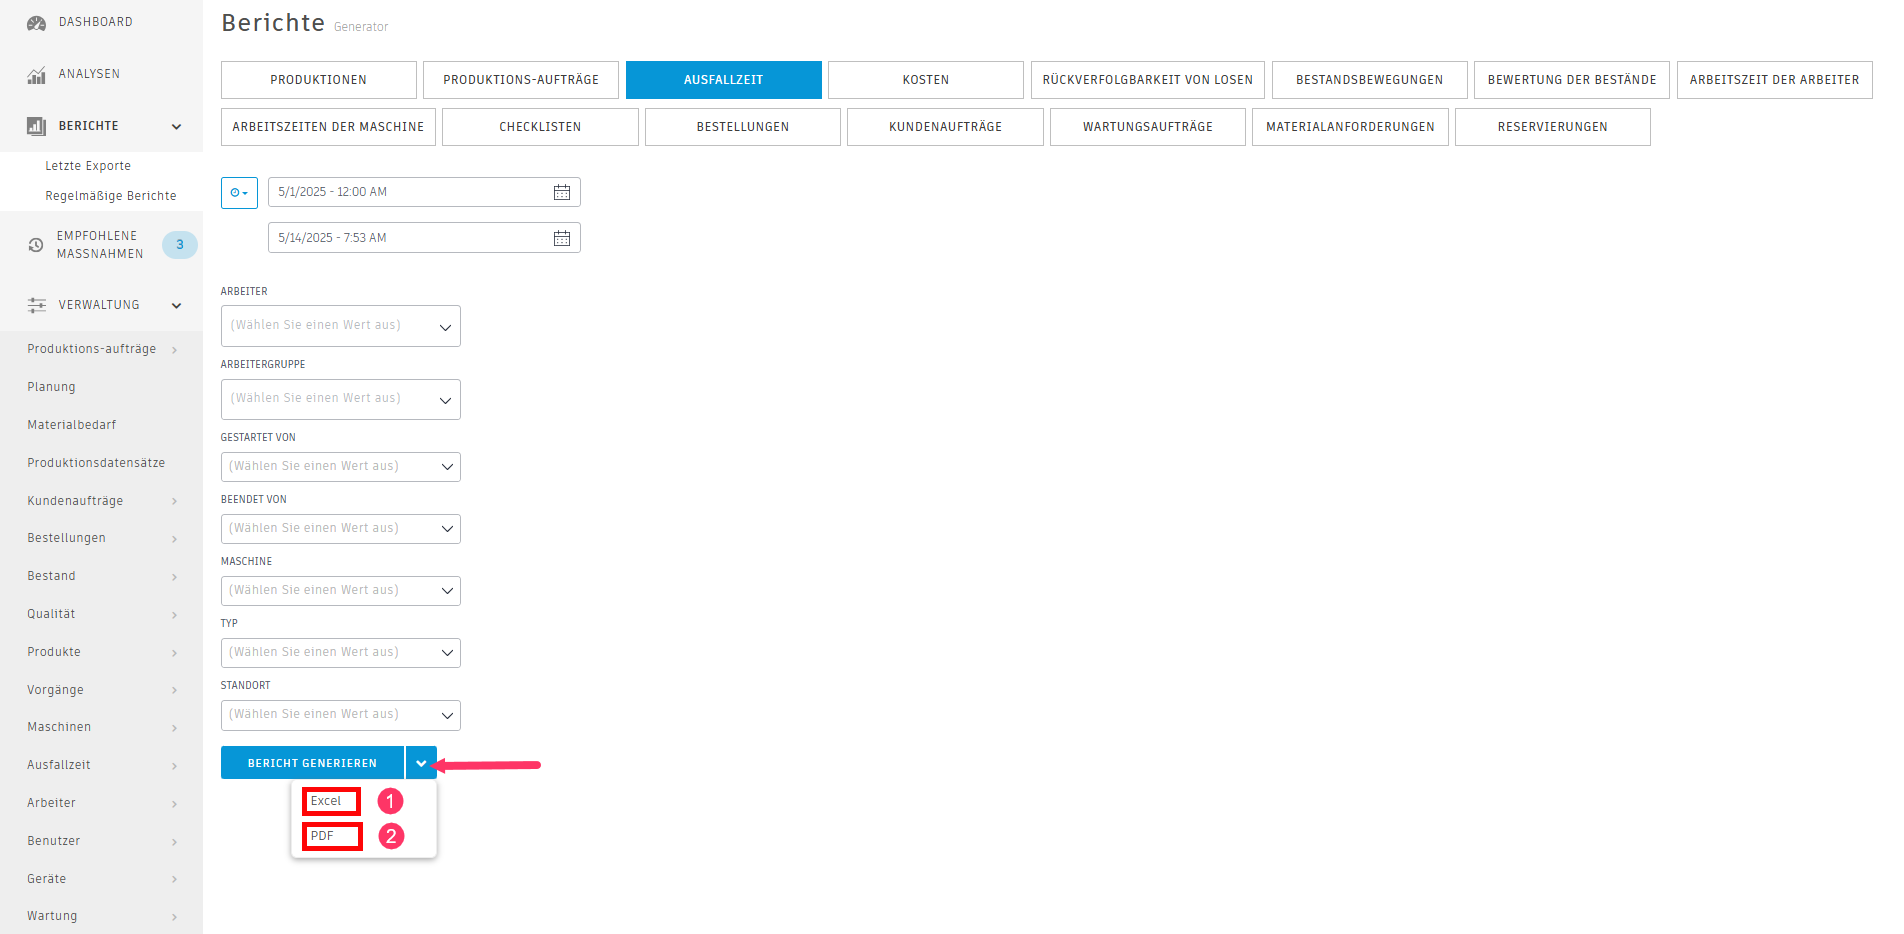 DASHBOARD
ANALYSEN
BERICHTE
Letzte Exporte
Regelmäßige Berichte
EMPFOHLENE
MASSNAHMEN
3
VERWALTUNG
Produktions-aufträge
Planung
Materialbedarf
Produktionsdatensätze
Kundenaufträge
Bestellungen
Bestand
Qualität
Produkte
Vorgänge
Maschinen
Ausfallzeit
Arbeiter
Benutzer
Geräte
Wartung
Berichte Generator
PRODUKTIONEN PRODUKTIONS-AUFTRÄGE AUSFALLZEIT KOSTEN RÜCKVERFOLGBARKEIT VON LOSEN BESTANDSBEWEGUNGEN BEWERTUNG DER BESTÄNDE ARBEITSZEIT DER ARBEITER
ARBEITSZEITEN DER MASCHINE CHECKLISTEN BESTELLUNGEN KUNDENAUFTRÄGE WARTUNGSAUFTRÄGE MATERIALANFORDERUNGEN RESERVIERUNGEN
5/1/2025 - 12:00 AM
5/14/2025 - 7:53 AM
ARBEITER
(Wählen Sie einen Wert aus)
ARBEITERGRUPPE
(Wählen Sie einen Wert aus)
GESTARTET VON
(Wählen Sie einen Wert aus)
BEENDET VON
(Wählen Sie einen Wert aus)
MASCHINE
(Wählen Sie einen Wert aus)
TYP
(Wählen Sie einen Wert aus)
STANDORT
(Wählen Sie einen Wert aus)
BERICHT GENERIEREN
Excel 1
PDF 2